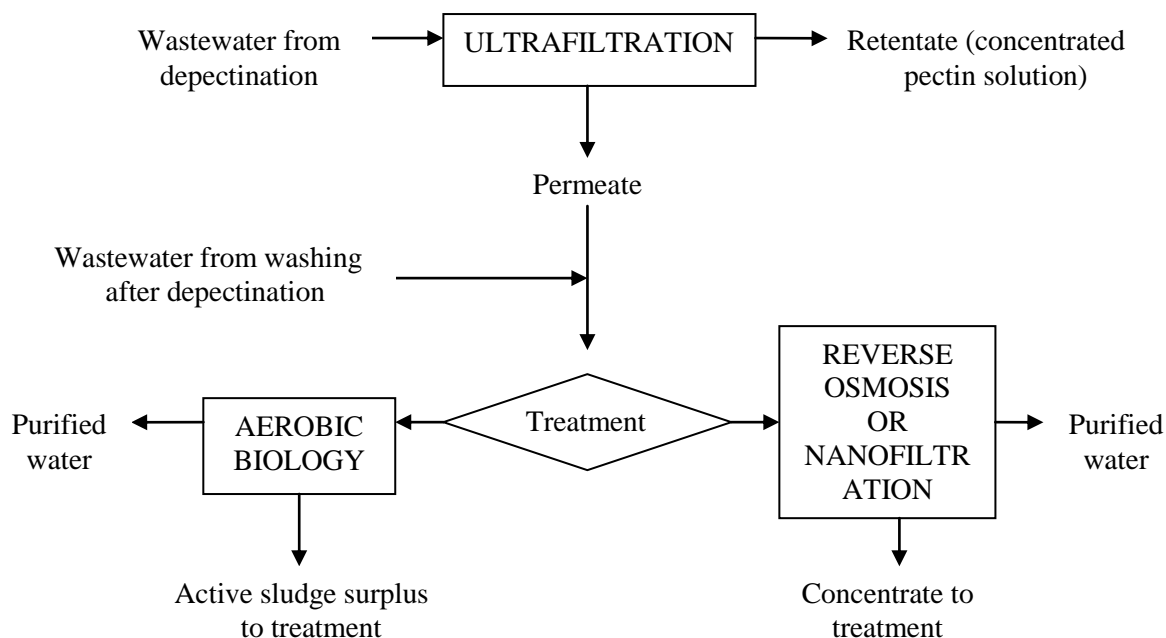 Wastewater from
depectination
ULTRAFILTRATION
Retentate (concentrated
pectin solution)
Permeate
Wastewater from washing
after depectination
Treatment
Purified
water
AEROBIC
BIOLOGY
REVERSE
OSMOSIS
OR
NANOFILTR
ATION
Purified
water
Active sludge surplus
to treatment
Concentrate to
treatment